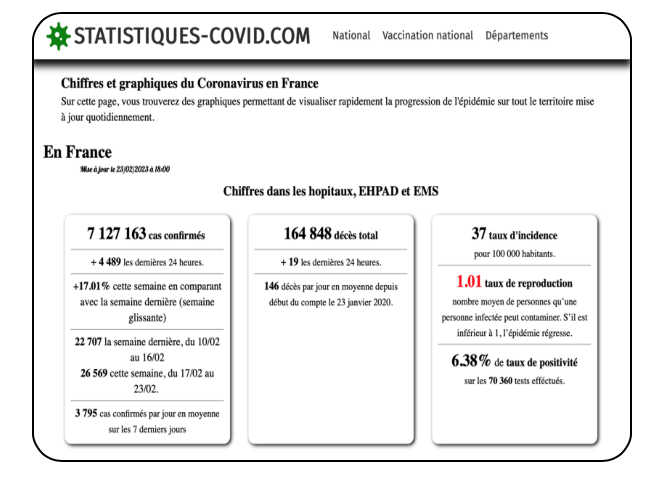 STATISTIQUES-COVID.COM National Vaccination national Départements
Chiffres et graphiques du Coronavirus en France
Sur cette page, vous trouverez des graphiques permettant de visualiser rapidement la progression de l'épidémie sur tout le territoire mise
à jour quotidiennement.
En France
Mise à jour le 23/02/2023 à 18:00
Chiffres dans les hopitaux, EHPAD et EMS
7 127 163 cas confirmés
+ 4 489 les dernières 24 heures.
+17.01% cette semaine en comparant
avec la semaine dernière (semaine
glissante)
22 707 la semaine dernière, du 10/02
au 16/02
26 569 cette semaine, du 17/02 au
23/02.
3 795 cas confirmés par jour en moyenne
sur les 7 derniers jours
164 848 décès total
+ 19 les dernières 24 heures.
146 décès par jour en moyenne depuis
début du compte le 23 janvier 2020.
37 taux d'incidence
pour 100 000 habitants.
1.01 taux de reproduction
nombre moyen de personnes qu'une
personne infectée peut contaminer. S'il est
inférieur à 1, l'épidémie régresse.
6.38% de taux de positivité
sur les 70 360 tests efféctués.